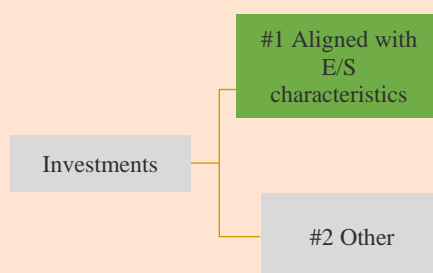 #1 Aligned with
E/S
characteristics
Investments
#2 Other